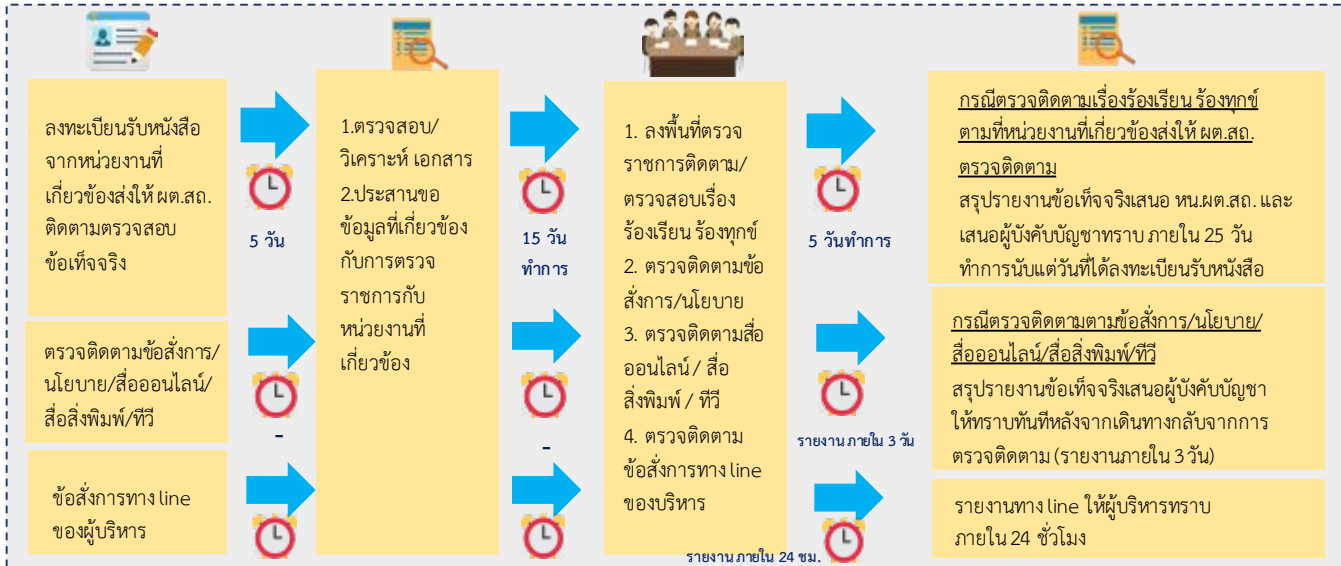 ลงทะเบียนรับหนังสือ
จากหน่วยงานที่
เกี่ยวข้องส่งให้ ผต.สถ.
ติดตามตรวจสอบ
ข้อเท็จจริง
5 วัน
1.ตรวจสอบ/
วิเคราะห์ เอกสาร
2.ประสานขอ
ข้อมูลที่เกี่ยวข้อง
กับการตรวจ
ราชการกับ
หน่วยงานที่
เกี่ยวข้อง
15 วัน
ทำการ
1. ลงพื้นที่ตรวจ
ราชการติดตาม/
ตรวจสอบเรื่อง
ร้องเรียน ร้องทุกข์
2. ตรวจติดตามข้อ
สั่งการ/นโยบาย
3. ตรวจติดตามสื่อ
ออนไลน์ / สื่อ
สิ่งพิมพ์ / ทีวี
4. ตรวจติดตาม
ข้อสั่งการทาง line
ของบริหาร
5 วันทำการ
กรณีตรวจติดตามเรื่องร้องเรียน ร้องทุกข์
ตามที่หน่วยงานที่เกี่ยวข้องส่งให้ ผต.สถ.
ตรวจติดตาม
สรุปรายงานข้อเท็จจริงเสนอ หน.ผต.สถ. และ
เสนอผู้บังคับบัญชาทราบ ภายใน 25 วัน
ทำการนับแต่วันที่ได้ลงทะเบียนรับหนังสือ
ตรวจติดตามข้อสั่งการ/
นโยบาย/สื่อออนไลน์/
สื่อสิ่งพิมพ์/ทีวี
-
-
รายงาน ภายใน 3 วัน
กรณีตรวจติดตามตามข้อสั่งการ/นโยบาย/
สื่อออนไลน์/สื่อสิ่งพิมพ์/ทีวี
สรุปรายงานข้อเท็จจริงเสนอผู้บังคับบัญชา
ให้ทราบทันทีหลังจากเดินทางกลับจากการ
ตรวจติดตาม (รายงานภายใน 3 วัน)
ข้อสั่งการทาง line
ของผู้บริหาร
รายงาน ภายใน 24 ชม.
รายงานทาง line ให้ผู้บริหารทราบ
ภายใน 24 ชั่วโมง